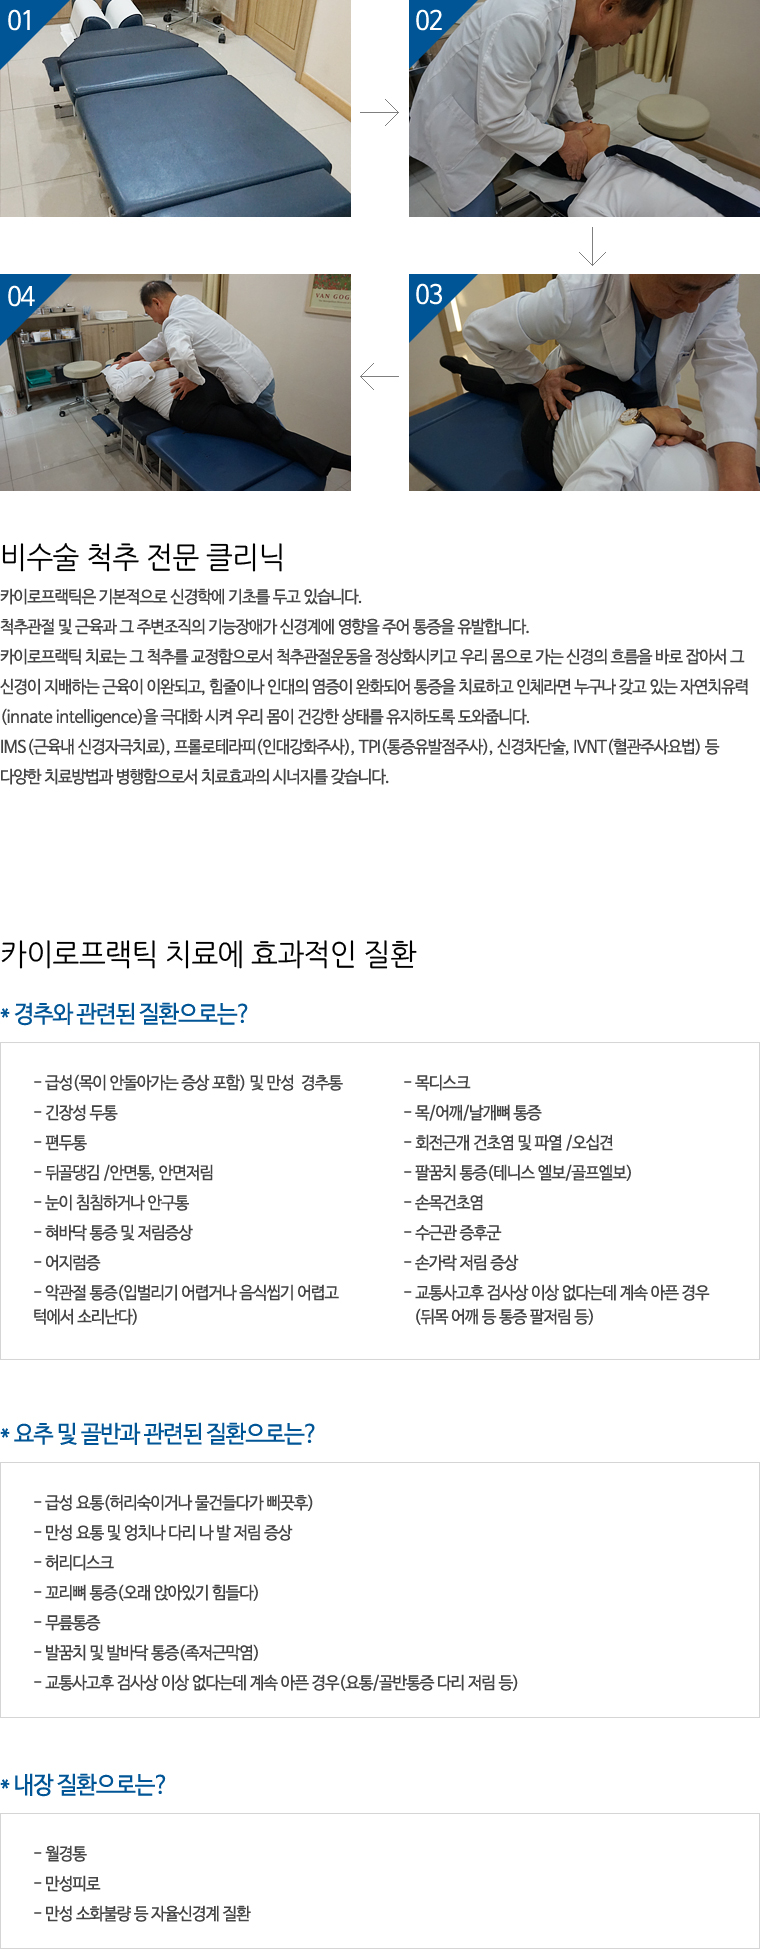 01
02
04
03
VAN GOG
비수술 척추 전문 클리닉
카이로프랙틱은 기본적으로 신경학에 기초를 두고 있습니다.
척추관절 및 근육과 그 주변조직의 기능장애가 신경계에 영향을 주어 통증을 유발합니다.
카이로프랙틱 치료는 그 척추를 교정함으로서 척추관절운동을 정상화시키고 우리 몸으로 가는 신경의 흐름을 바로 잡아서 그
신경이 지배하는 근육이 이완되고, 힘줄이나 인대의 염증이 완화되어 통증을 치료하고 인체라면 누구나 갖고 있는 자연치유력
(innate intelligence)을 극대화 시켜 우리 몸이 건강한 상태를 유지하도록 도와줍니다.
IMS(근육내 신경자극치료), 프롤로테라피(인대강화주사), TPI(통증유발점주사), 신경차단술, IVNT(혈관주사요법) 등
다양한 치료방법과 병행함으로서 치료효과의 시너지를 갖습니다.
카이로프랙틱 치료에 효과적인 질환
* 경추와 관련된 질환으로는?
- 급성(목이 안돌아가는 증상 포함) 및 만성 경추통
- 긴장성 두통
- 편두통
- 뒤골댕김 /안면통, 안면저림
- 눈이 침침하거나 안구통
- 혀바닥 통증 및 저림증상
- 어지럼증
- 악관절 통증(입벌리기 어렵거나 음식씹기 어렵고
턱에서 소리난다)
- 목디스크
- 목/어깨/날개뼈 통증
- 회전근개 건초염 및 파열 /오십견
- 팔꿈치 통증(테니스 엘보/골프엘보)
- 손목건초염
- 수근관 증후군
- 손가락 저림 증상
- 교통사고후 검사상 이상 없다는데 계속 아픈 경우
(뒤목 어깨 등 통증 팔저림 등)
* 요추 및 골반과 관련된 질환으로는?
- 급성 요통(허리숙이거나 물건들다가 삐끗후)
- 만성 요통 및 엉치나 다리 나 발 저림 증상
- 허리디스크
- 꼬리뼈 통증(오래 앉아있기 힘들다)
- 무릎통증
- 발꿈치 및 발바닥 통증(족저근막염)
- 교통사고후 검사상 이상 없다는데 계속 아픈 경우(요통/골반통증 다리 저림 등)
* 내장 질환으로는?
- 월경통
- 만성피로
- 만성 소화불량 등 자율신경계 질환